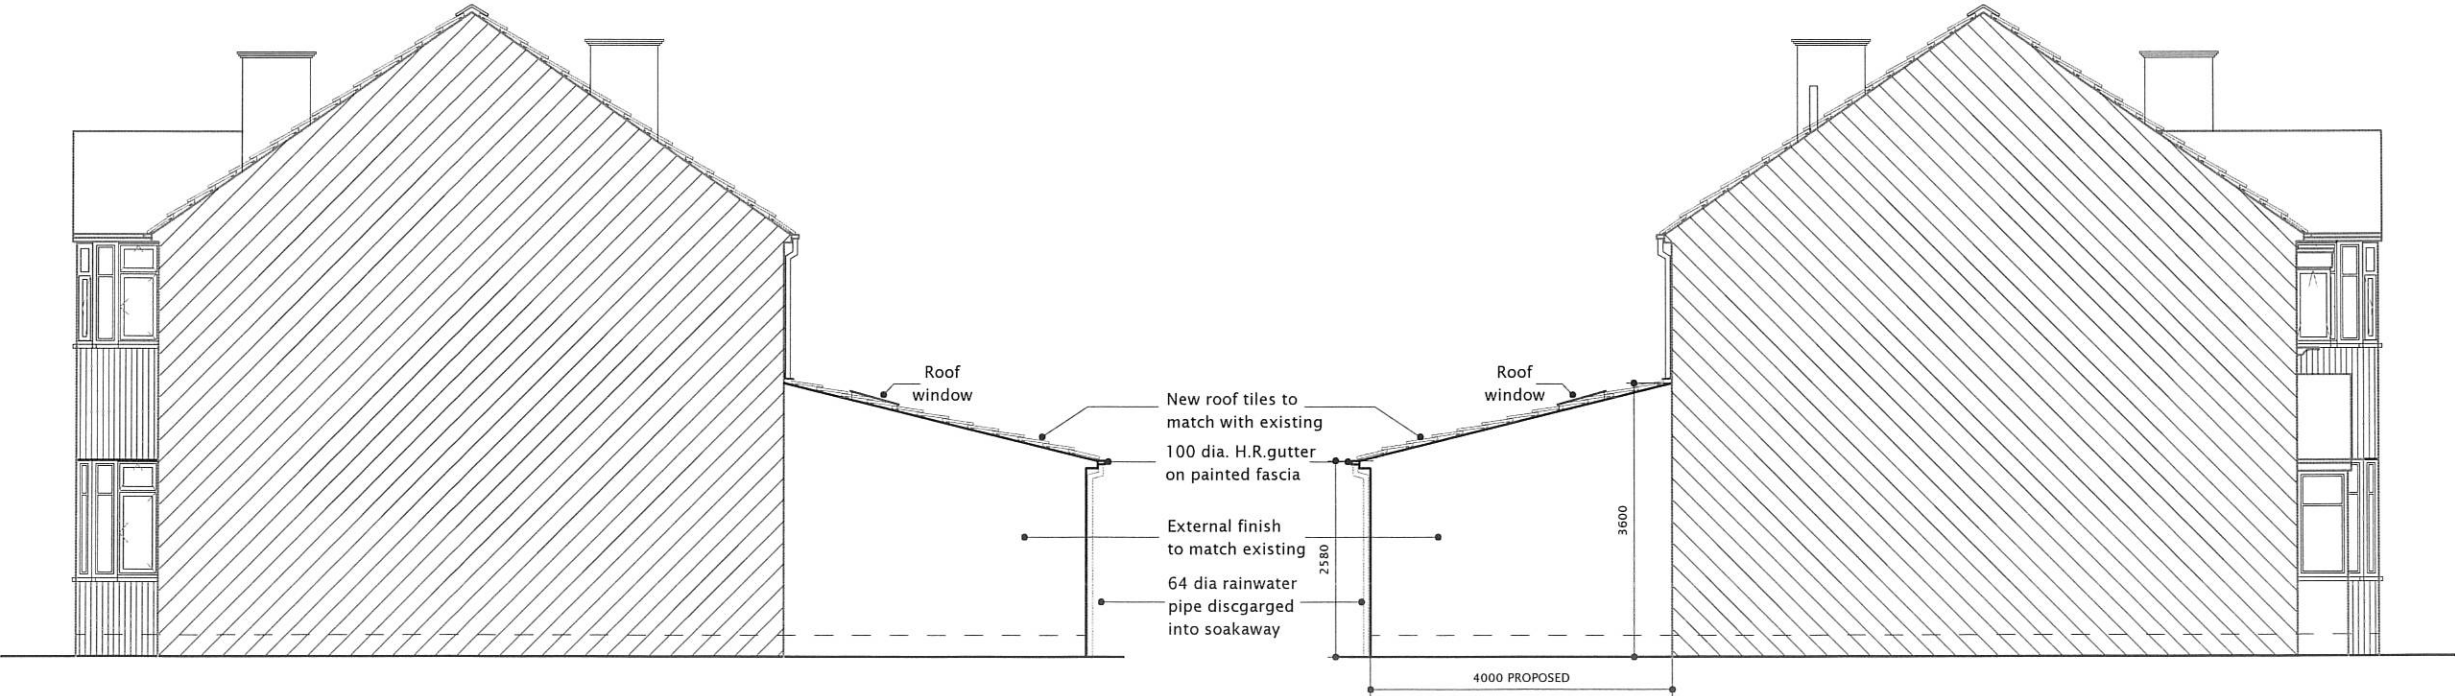 Roof
window
New roof tiles to
match with existing
100 dia. H.R.gutter
on painted fascia
External finish
to match existing
64 dia rainwater
pipe discgarged
into soakaway
Roof
window
2580
3600
4000 PROPOSED